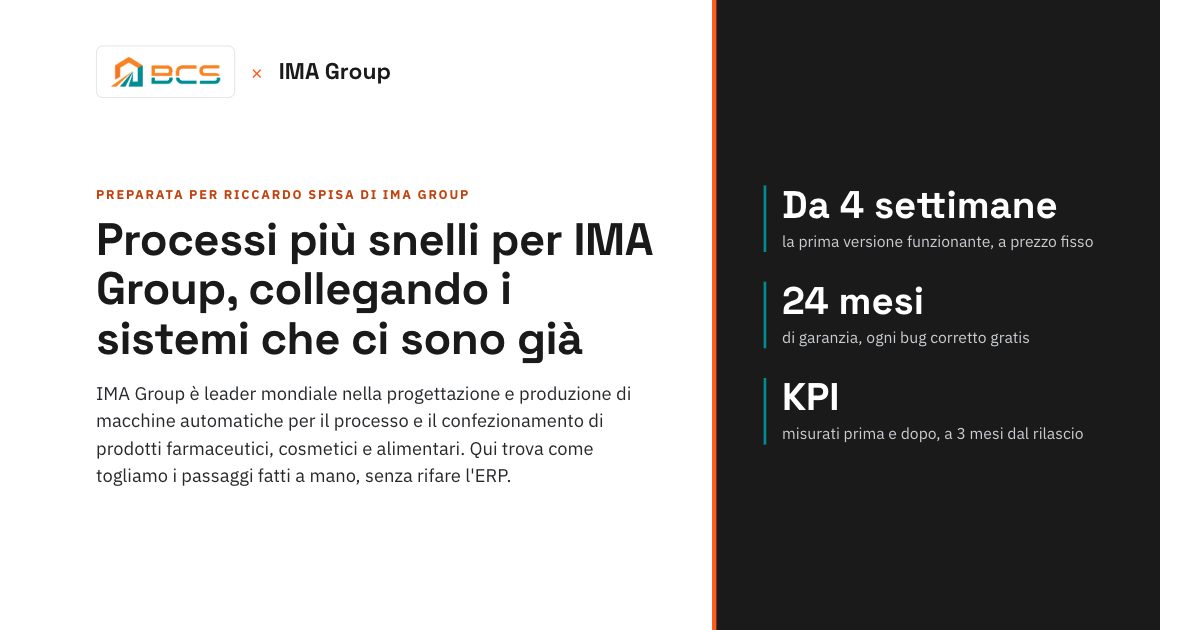 BCS × IMA Group
PREPARATA PER RICCARDO SPISA DI IMA GROUP
Processi più snelli per IMA
Group, collegando i
sistemi che ci sono già
IMA Group è leader mondiale nella progettazione e produzione di
macchine automatiche per il processo e il confezionamento di
prodotti farmaceutici, cosmetici e alimentari. Qui trova come
togliamo i passaggi fatti a mano, senza rifare l'ERP.
Da 4 settimane
la prima versione funzionante, a prezzo fisso
24 mesi
di garanzia, ogni bug corretto gratis
KPI
misurati prima e dopo, a 3 mesi dal rilascio